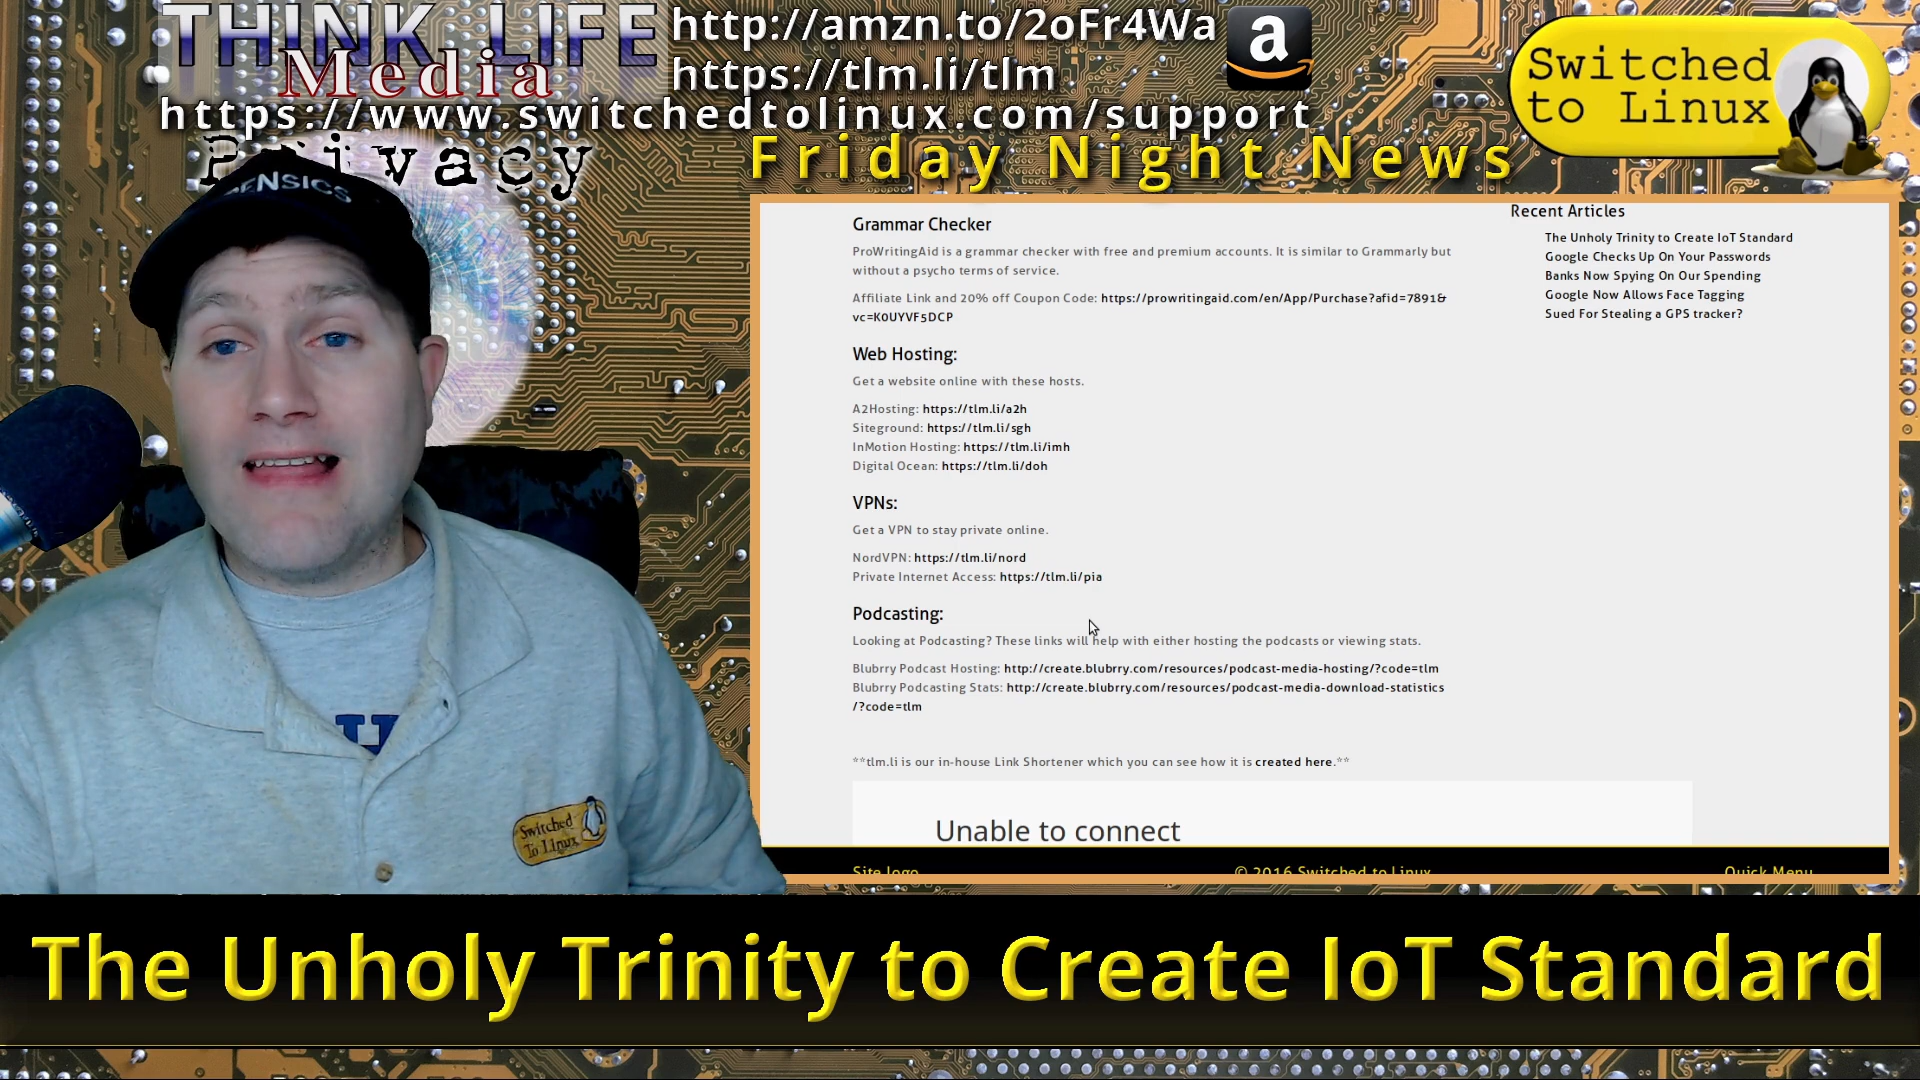 THINK LIFE
Media
http://amzn.to/2oFr4Wa
https://tlm.li/tlm
https://www.switchedtolinux.com/support
a
Switched
to Linux
Privacy
Friday Night News
ENSICS
Grammar Checker
ProWritingAid is a grammar checker with free and premium accounts. It is similar to Grammarly but
without a psycho terms of service.
Affiliate Link and 20% off Coupon Code: https://prowritingaid.com/en/App/Purchase?afid=7891&
vc=K0UYVF5DCP
Web Hosting:
Get a website online with these hosts.
A2Hosting: https://tlm.li/a2h
Siteground: https://tlm.li/sgh
InMotion Hosting: https://tlm.li/imh
Digital Ocean: https://tlm.li/doh
VPNs:
Get a VPN to stay private online.
NordVPN: https://tlm.li/nord
Private Internet Access: https://tlm.li/pia
Podcasting:
Looking at Podcasting? These links will help with either hosting the podcasts or viewing stats.
Blubrry Podcast Hosting: http://create.blubrry.com/resources/podcast-media-hosting/?code=tlm
Blubrry Podcasting Stats: http://create.blubrry.com/resources/podcast-media-download-statistics
/?code=tlm
**tlm.li is our in-house Link Shortener which you can see how it is created here.**
Unable to connect
Site logo
© 2016 Switched to Linux
Quick Menu
Recent Articles
The Unholy Trinity to Create IoT Standard
Google Checks Up On Your Passwords
Banks Now Spying On Our Spending
Google Now Allows Face Tagging
Sued For Stealing a GPS tracker?
Switched
To Linux
The Unholy Trinity to Create IoT Standard